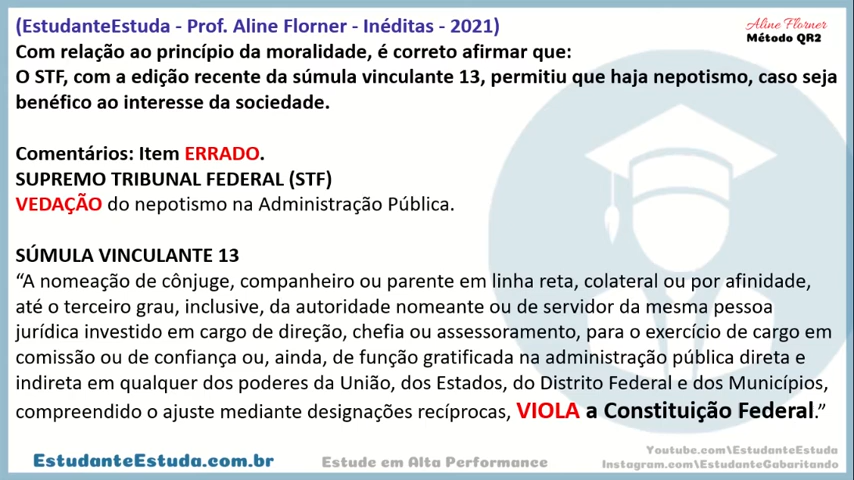 (EstudanteEstuda - Prof. Aline Florner - Inéditas - 2021)
Aline Florner
Método QR2
Com relação ao princípio da moralidade, é correto afirmar que:
O STF, com a edição recente da súmula vinculante 13, permitiu que haja nepotismo, caso seja
benéfico ao interesse da sociedade.
Comentários: Item ERRADO.
SUPREMO TRIBUNAL FEDERAL (STF)
VEDAÇÃO do nepotismo na Administração Pública.
SÚMULA VINCULANTE 13
“A nomeação de cônjuge, companheiro ou parente em linha reta, colateral ou por afinidade,
até o terceiro grau, inclusive, da autoridade nomeante ou de servidor da mesma pessoa
jurídica investido em cargo de direção, chefia ou assessoramento, para o exercício de cargo em
comissão ou de confiança ou, ainda, de função gratificada na administração pública direta e
indireta em qualquer dos poderes da União, dos Estados, do Distrito Federal e dos Municípios,
compreendido o ajuste mediante designações recíprocas, VIOLA a Constituição Federal.”
EstudanteEstuda.com.br
Estude em Alta Performance
Youtube.com\EstudanteEstuda
Instagram.com/EstudanteGabaritando